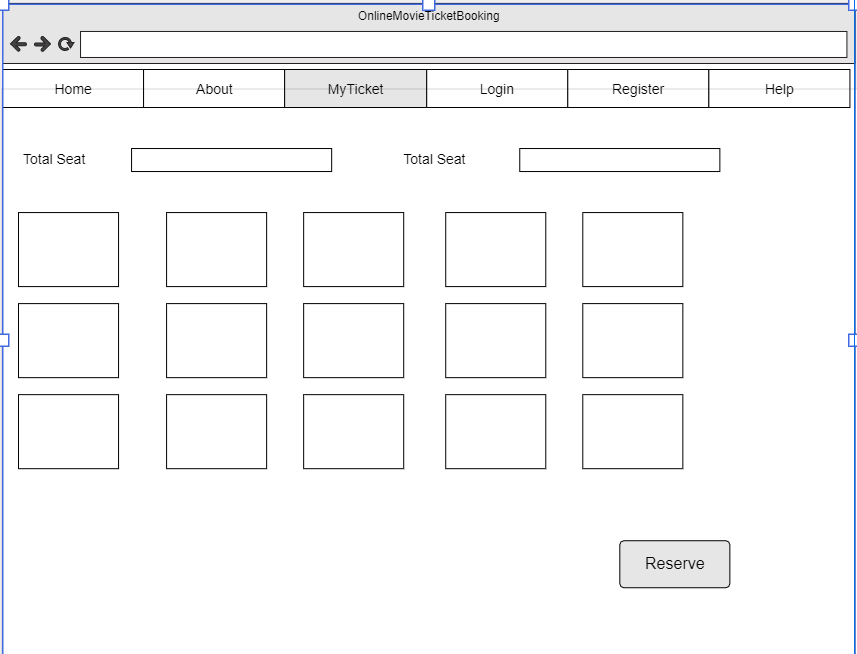 OnlineMovieTicketBooking
Home About MyTicket Login Register Help
Total Seat Total Seat
Reserve